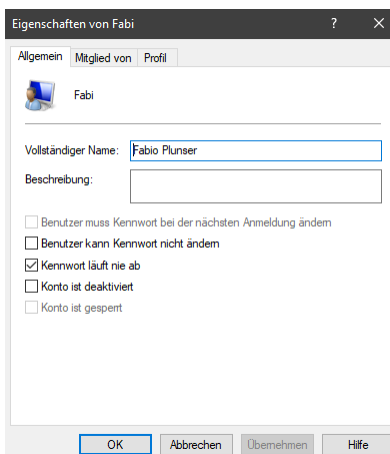 Eigenschaften von Fabi ? ×
Allgemein Mitglied von Profil
Fabi
Vollständiger Name: Fabio Plunser
Beschreibung:
Benutzer muss Kennwort bei der nächsten Anmeldung ändern
Benutzer kann Kennwort nicht ändern
Kennwort läuft nie ab
Konto ist deaktiviert
Konto ist gesperrt
OK Abbrechen Übernehmen Hilfe